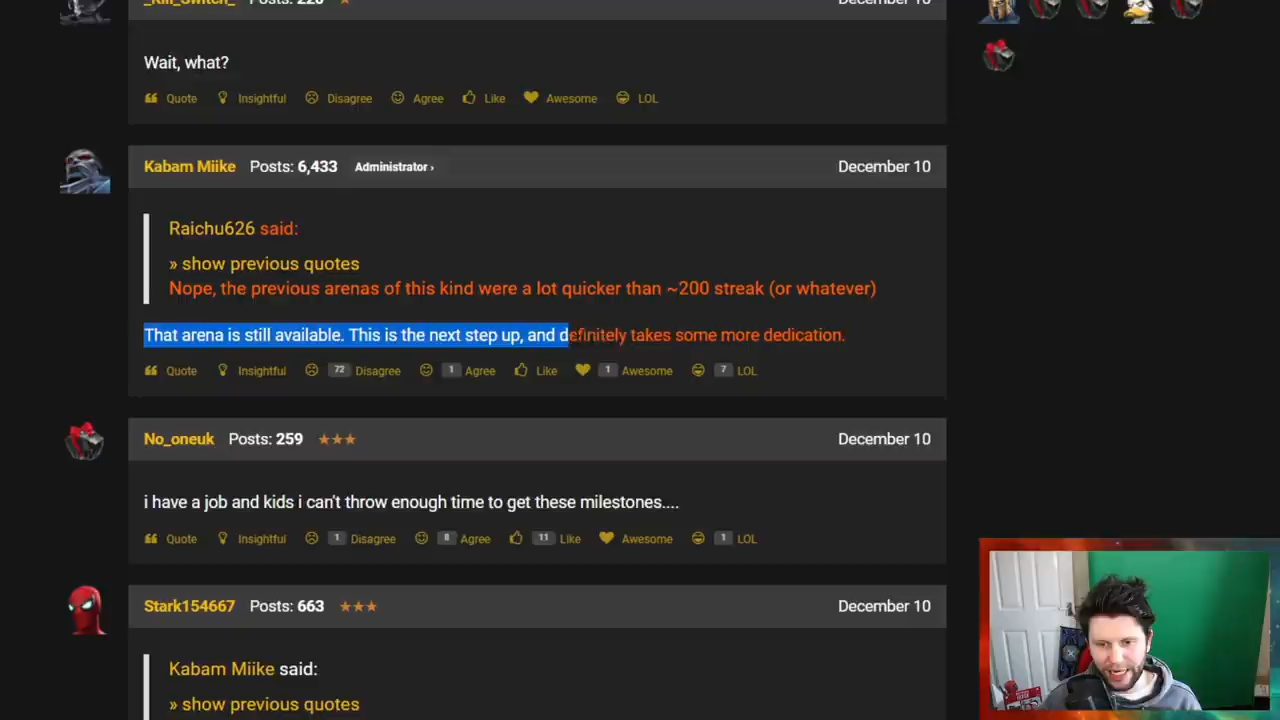 _Kill_Switch_ Posts: 220 December 10
Wait, what?
Quote Insightful Disagree Agree Like Awesome LOL
Kabam Miike Posts: 6,433 Administrator › December 10
Raichu626 said:
» show previous quotes
Nope, the previous arenas of this kind were a lot quicker than ~200 streak (or whatever)
That arena is still available. This is the next step up, and definitely takes some more dedication.
Quote Insightful 72 Disagree 1 Agree Like 1 Awesome 7 LOL
No_oneuk Posts: 259 ★★★ December 10
i have a job and kids i can't throw enough time to get these milestones....
Quote Insightful 1 Disagree 8 Agree 11 Like Awesome 1 LOL
Stark154667 Posts: 663 ★★★ December 10
Kabam Miike said:
» show previous quotes